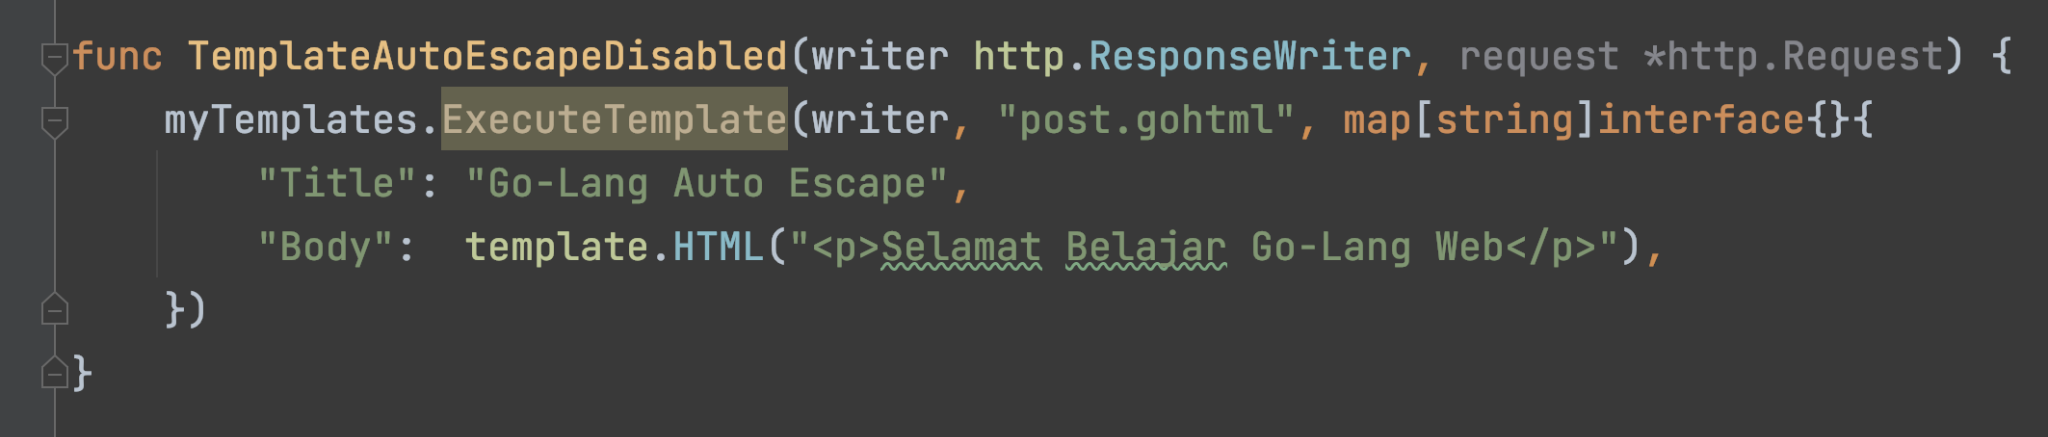 func TemplateAutoEscapeDisabled(writer http.ResponseWriter, request *http.Request) {
    myTemplates.ExecuteTemplate(writer, "post.gohtml", map[string]interface{}{
        "Title": "Go-Lang Auto Escape",
        "Body":  template.HTML("<p>Selamat Belajar Go-Lang Web</p>"),
    })
}